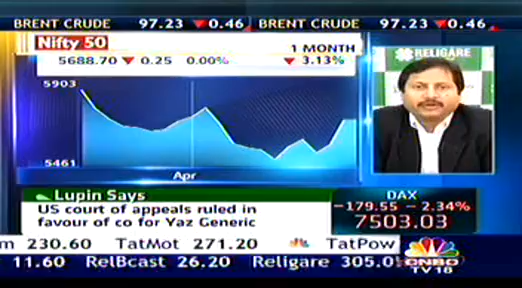 BRENT CRUDE 97.23 ▼0.46 BRENT CRUDE 97.23 ▼0.46
Nifty 50
1 MONTH
5688.70 ▼ 0.25 0.00% ▼ 3.13%
5903
5461
Apr
RELIGARE
Lupin Says
US court of appeals ruled in
favour of co for Yaz Generic
DAX
-179.55 -2.34%
7503.03
m 230.60 TatMot 271.20 TatPow
11.60 RelBcast 26.20 Religare 305.0
CNBC
TV 18